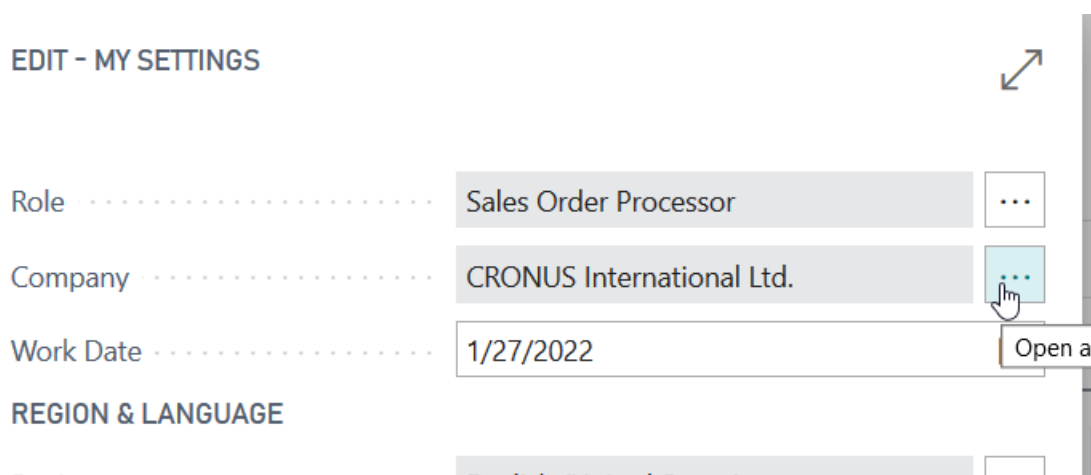 EDIT - MY SETTINGS
Role Sales Order Processor ...
Company CRONUS International Ltd. ...
Work Date 1/27/2022
Open a
REGION & LANGUAGE